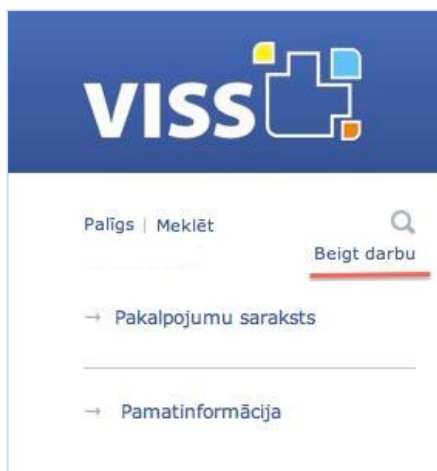 VISS
Palīgs | Meklēt
Beigt darbu
→ Pakalpojumu saraksts
→ Pamatinformācija